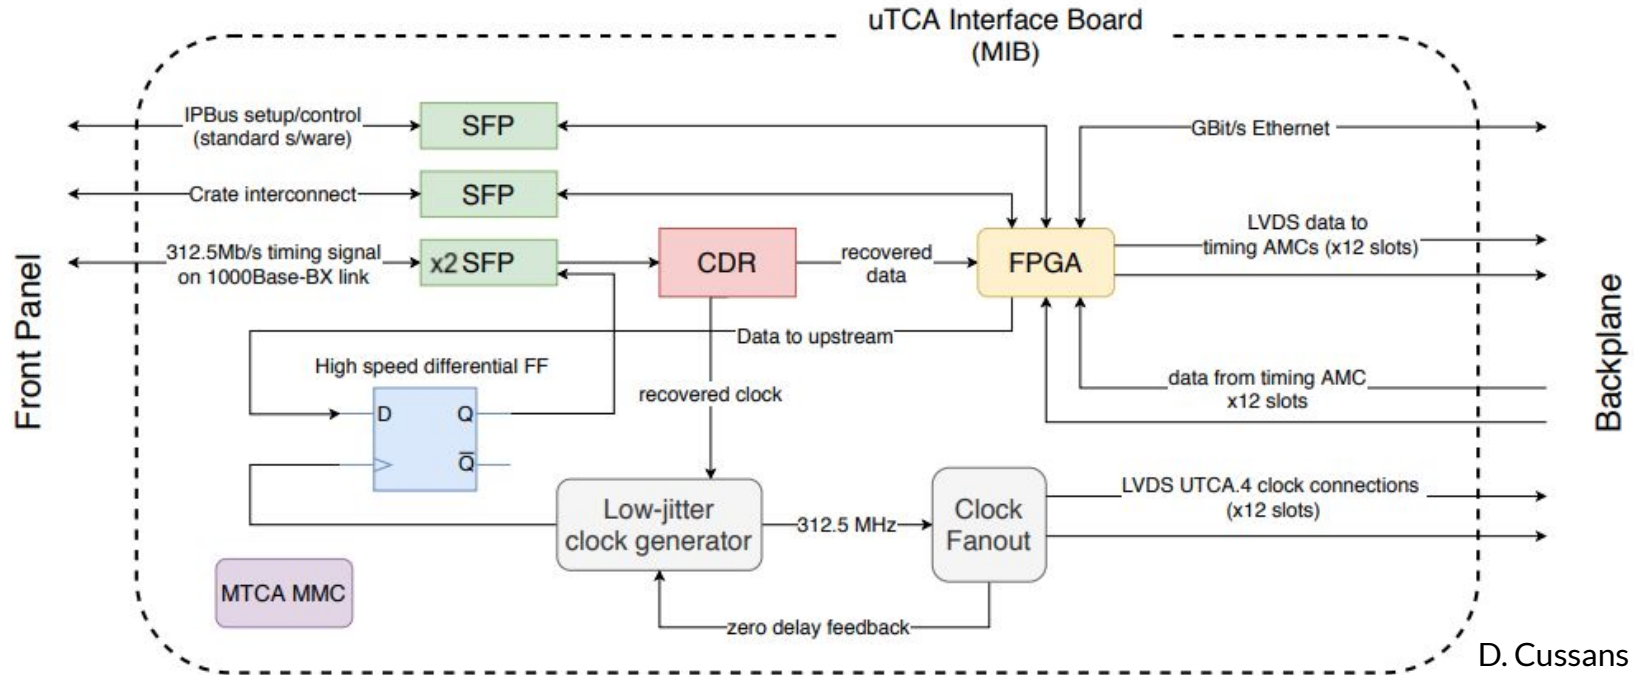 uTCA Interface Board
(MIB)
IPBus setup/control
(standard s/ware)
SFP
GBit/s Ethernet
Crate interconnect
SFP
312.5Mb/s timing signal
on 1000Base-BX link
x2 SFP
CDR
recovered
data
FPGA
LVDS data to
timing AMCs (x12 slots)
Front Panel
Backplane
Data to upstream
High speed differential FF
D
Q
Q̅
recovered clock
data from timing AMC
x12 slots
Low-jitter
clock generator
312.5 MHz
Clock
Fanout
LVDS UTCA.4 clock connections
(x12 slots)
MTCA MMC
zero delay feedback
D. Cussans